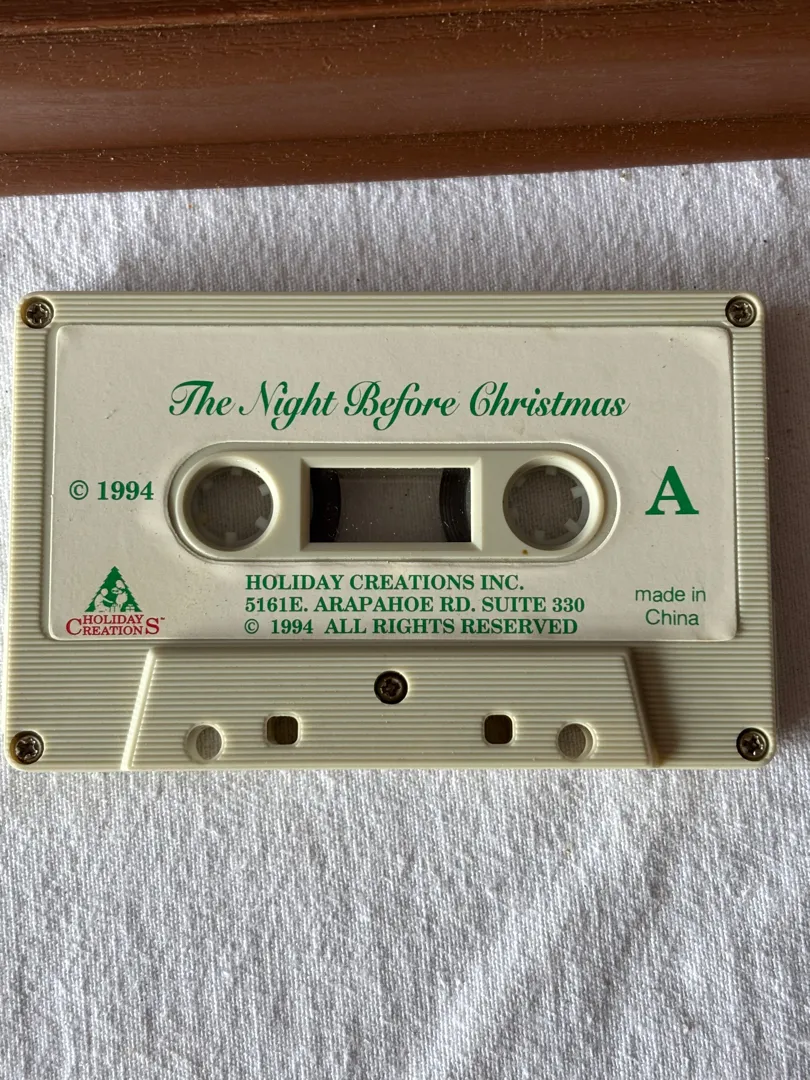 The Night Before Christmas
© 1994
A
HOLIDAY CREATIONS INC.
5161E. ARAPAHOE RD. SUITE 330
© 1994 ALL RIGHTS RESERVED
HOLIDAY
CREATIONS™
made in
China